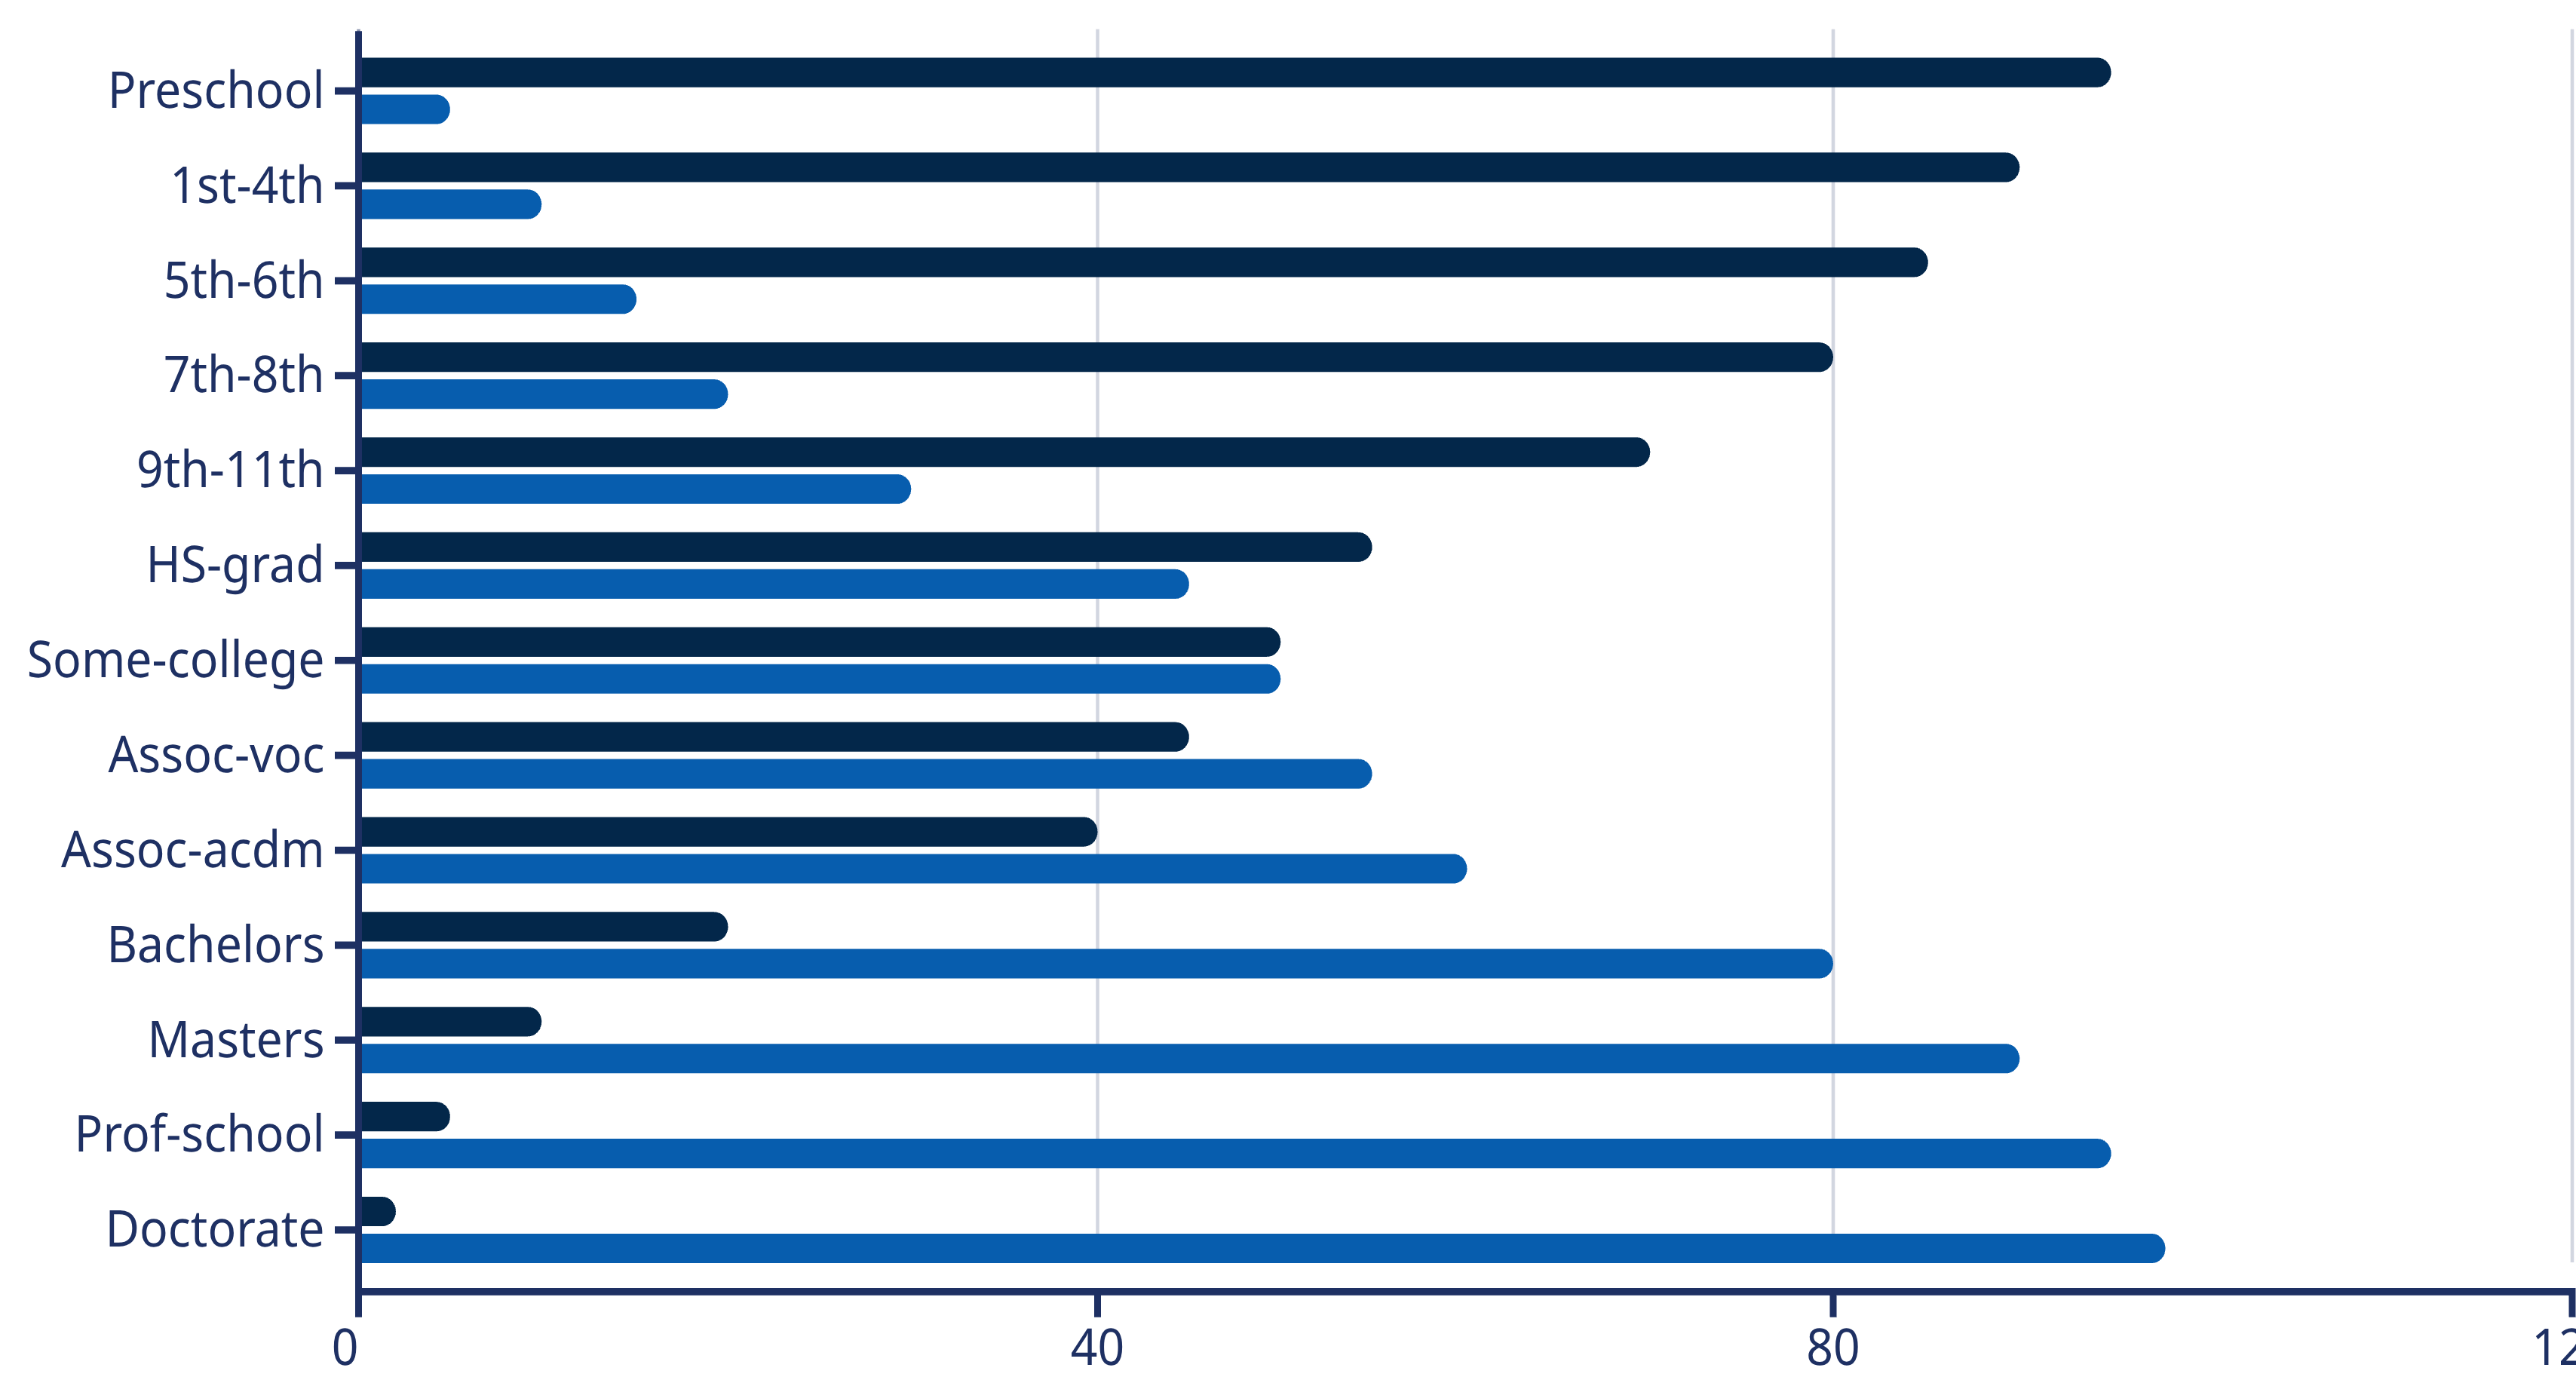 Preschool
1st-4th
5th-6th
7th-8th
9th-11th
HS-grad
Some-college
Assoc-voc
Assoc-acdm
Bachelors
Masters
Prof-school
Doctorate
0 40 80 12